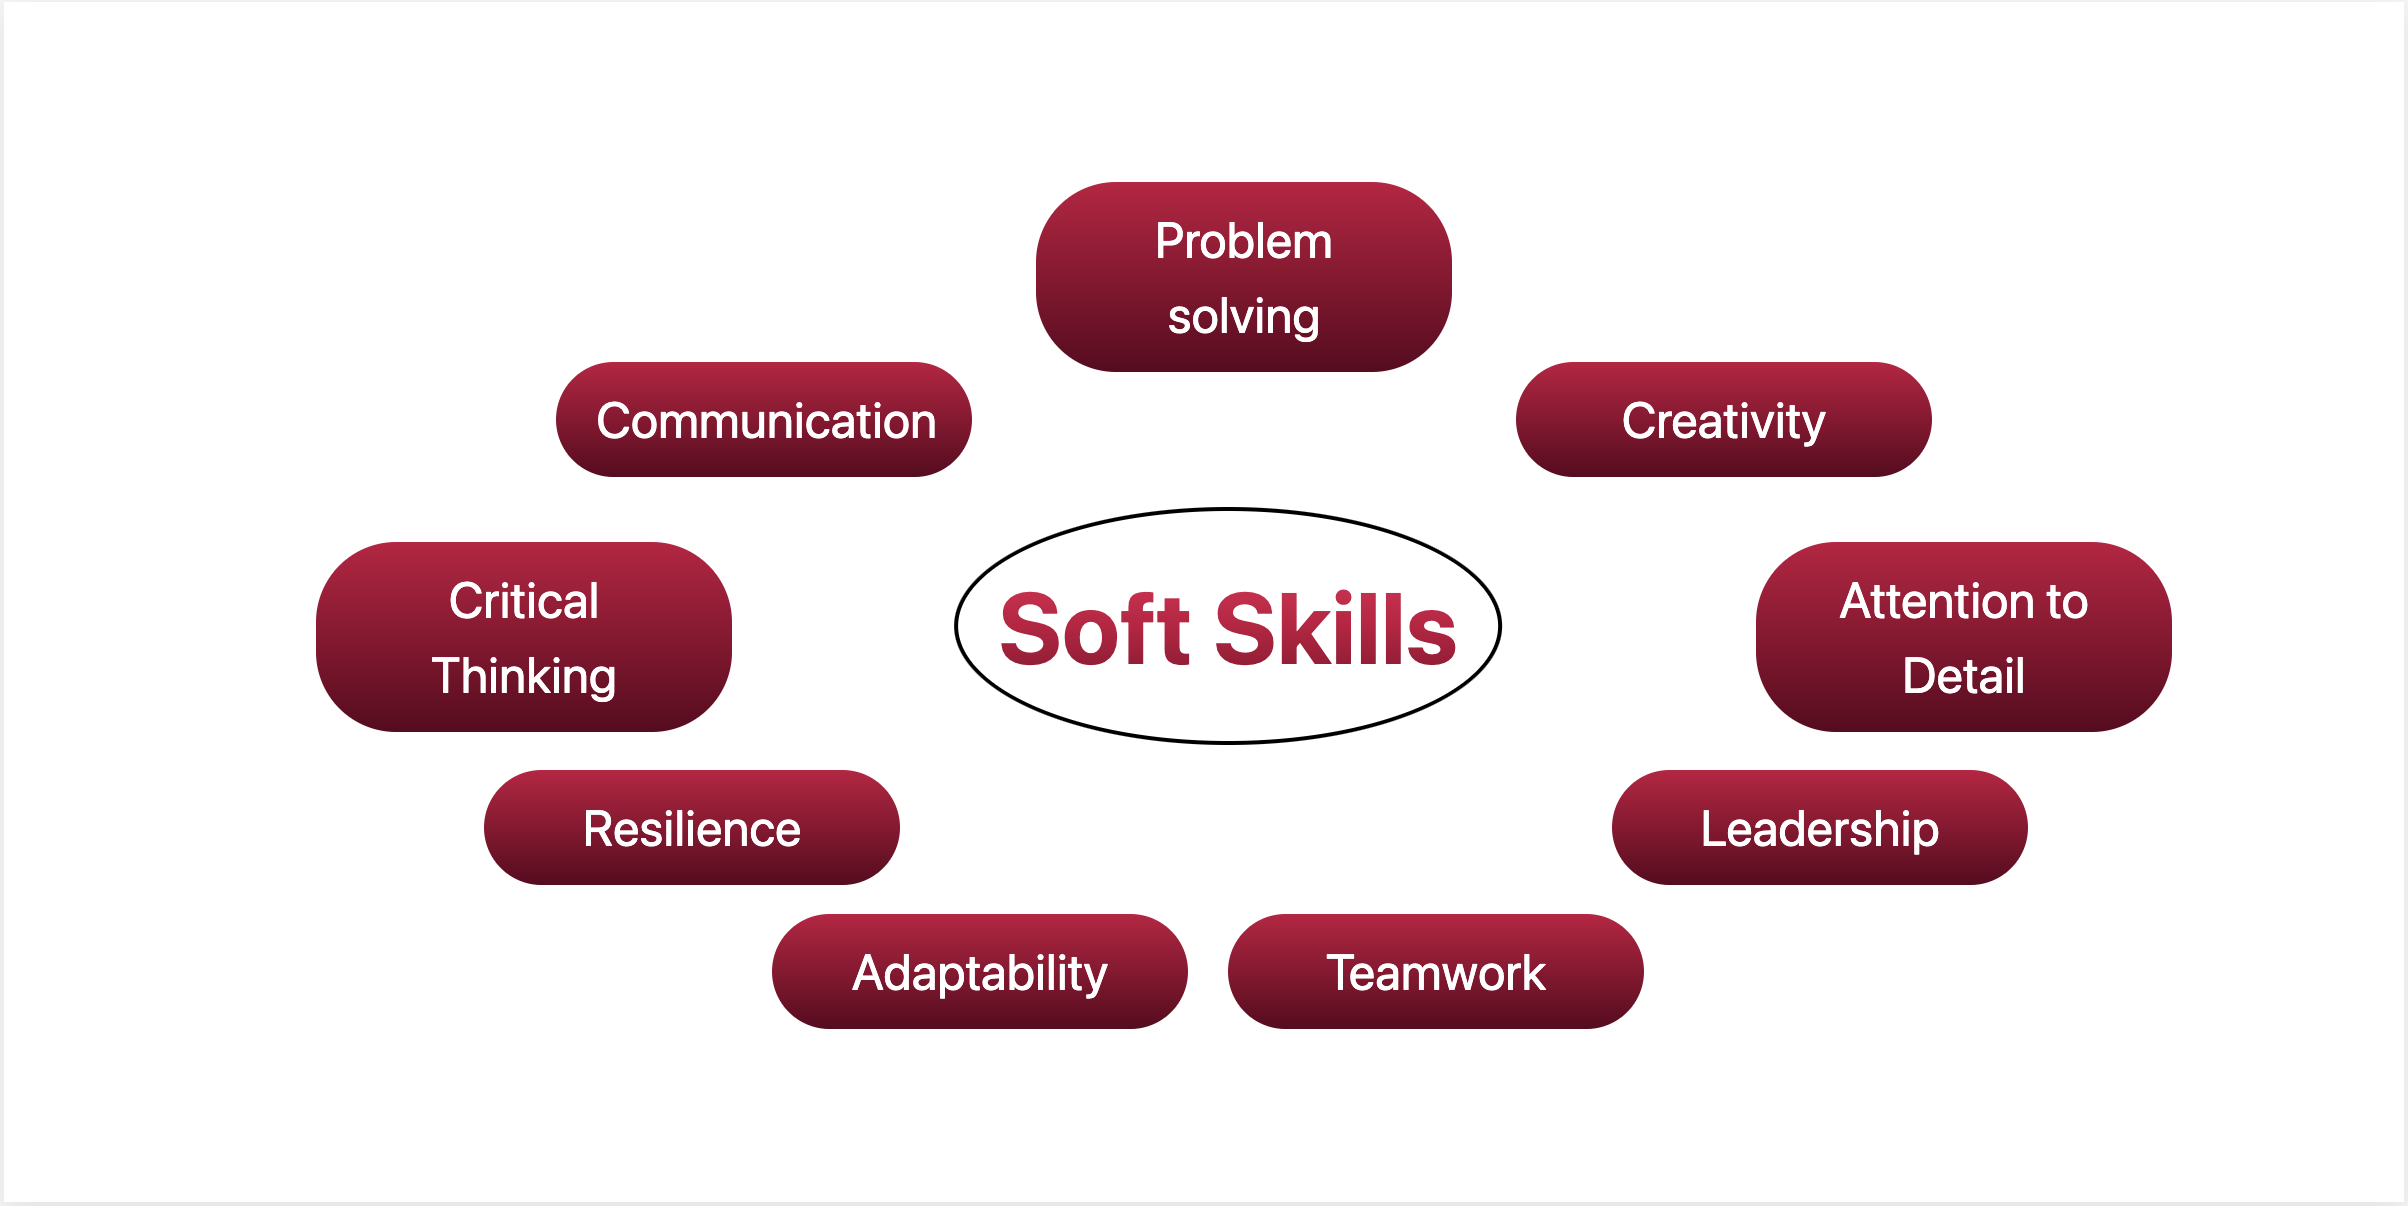 Problem
solving
Communication
Creativity
Critical
Thinking
Soft Skills
Attention to
Detail
Resilience
Leadership
Adaptability
Teamwork